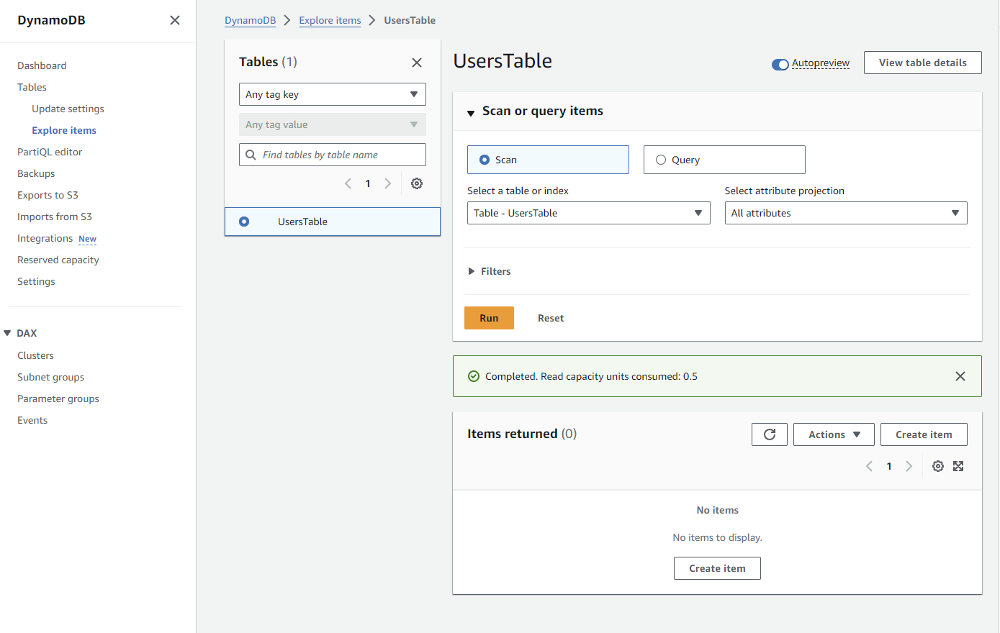 DynamoDB
Dashboard
Tables
Update settings
Explore items
PartiQL editor
Backups
Exports to S3
Imports from S3
Integrations New
Reserved capacity
Settings
DAX
Clusters
Subnet groups
Parameter groups
Events
DynamoDB Explore items UsersTable
Tables (1)
Any tag key
Any tag value
Find tables by table name
1
UsersTable
UsersTable
Autopreview
View table details
Scan or query items
Scan
Query
Select a table or index
Table - UsersTable
Select attribute projection
All attributes
Filters
Run
Reset
Completed. Read capacity units consumed: 0.5
Items returned (0)
Actions
Create item
1
No items
No items to display.
Create item